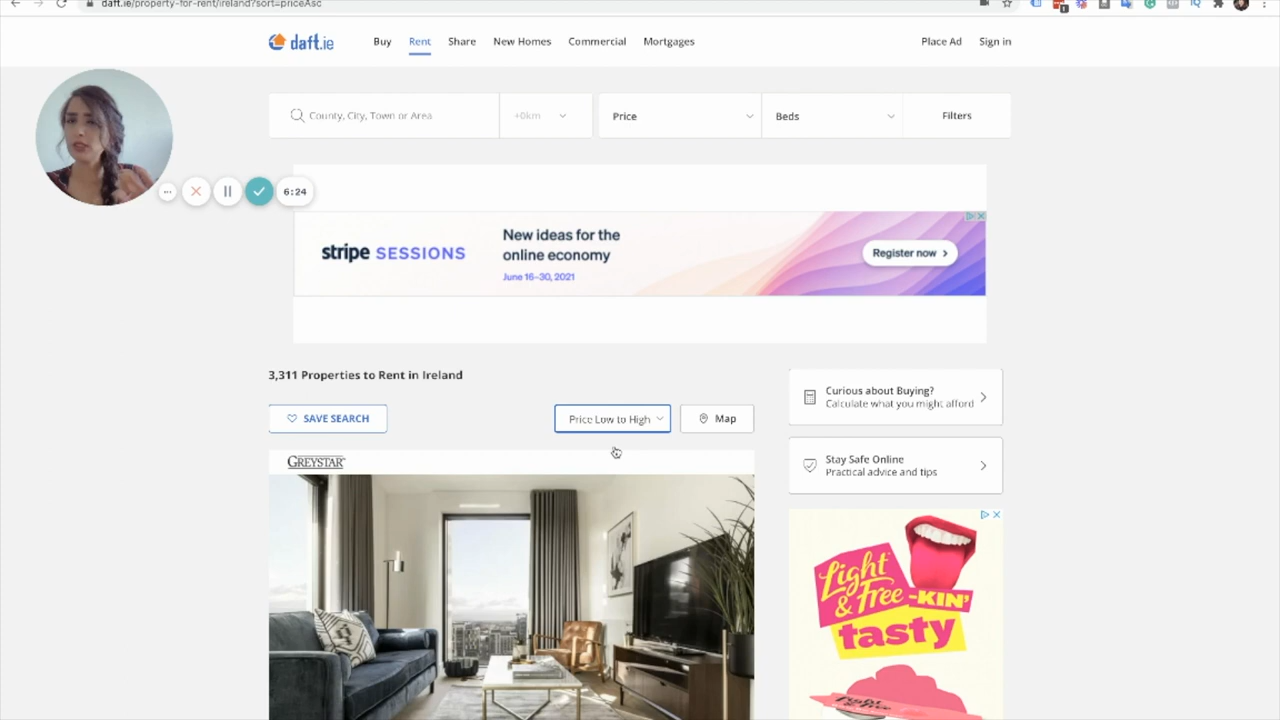 daft.ie/property-for-rent/ireland?sort=priceAsc
daft.ie
Buy Rent Share New Homes Commercial Mortgages Place Ad Sign in
County, City, Town or Area +0km Price Beds Filters
6:24
stripe SESSIONS
New ideas for the
online economy
June 16–30, 2021
Register now
3,311 Properties to Rent in Ireland
SAVE SEARCH Price Low to High Map
Curious about Buying?
Calculate what you might afford
Stay Safe Online
Practical advice and tips
GREYSTAR
Light
& Free -KIN'
tasty